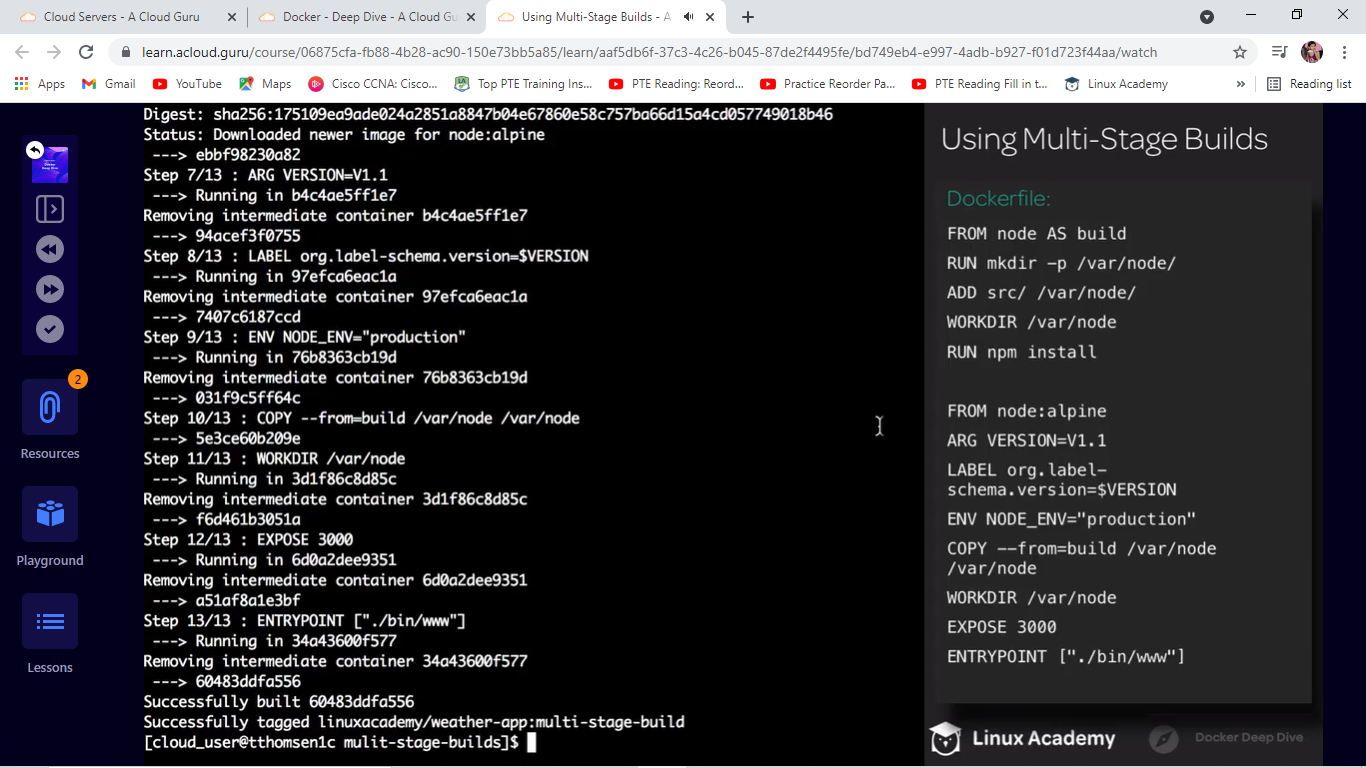 Cloud Servers - A Cloud Guru
Docker - Deep Dive - A Cloud Gu
Using Multi-Stage Builds - A
learn.acloud.guru/course/06875cfa-fb88-4b28-ac90-150e73bb5a85/learn/aaf5db6f-37c3-4c26-b045-87de2f4495fe/bd749eb4-e997-4adb-b927-f01d723f44aa/watch
Apps Gmail YouTube Maps Cisco CCNA: Cisco... Top PTE Training Ins... PTE Reading: Reord... Practice Reorder Pa... PTE Reading Fill in t... Linux Academy » Reading list
2
Resources
Playground
Lessons
Digest: sha256:175109ea9ade024a2851a8847b04e67860e58c757ba66d15a4cd057749018b46
Status: Downloaded newer image for node:alpine
---> ebbf98230a82
Step 7/13 : ARG VERSION=V1.1
---> Running in b4c4ae5ff1e7
Removing intermediate container b4c4ae5ff1e7
---> 94acef3f0755
Step 8/13 : LABEL org.label-schema.version=$VERSION
---> Running in 97efca6eac1a
Removing intermediate container 97efca6eac1a
---> 7407c6187ccd
Step 9/13 : ENV NODE_ENV="production"
---> Running in 76b8363cb19d
Removing intermediate container 76b8363cb19d
---> 031f9c5ff64c
Step 10/13 : COPY --from=build /var/node /var/node
---> 5e3ce60b209e
Step 11/13 : WORKDIR /var/node
---> Running in 3d1f86c8d85c
Removing intermediate container 3d1f86c8d85c
---> f6d461b3051a
Step 12/13 : EXPOSE 3000
---> Running in 6d0a2dee9351
Removing intermediate container 6d0a2dee9351
---> a51af8a1e3bf
Step 13/13 : ENTRYPOINT ["./bin/www"]
---> Running in 34a43600f577
Removing intermediate container 34a43600f577
---> 60483ddfa556
Successfully built 60483ddfa556
Successfully tagged linuxacademy/weather-app:multi-stage-build
[cloud_user@tthomsen1c mulit-stage-builds]$
Using Multi-Stage Builds
Dockerfile:
FROM node AS build
RUN mkdir -p /var/node/
ADD src/ /var/node/
WORKDIR /var/node
RUN npm install
FROM node:alpine
ARG VERSION=V1.1
LABEL org.label-
schema.version=$VERSION
ENV NODE_ENV="production"
COPY --from=build /var/node
/var/node
WORKDIR /var/node
EXPOSE 3000
ENTRYPOINT ["./bin/www"]
Linux Academy
Docker Deep Dive